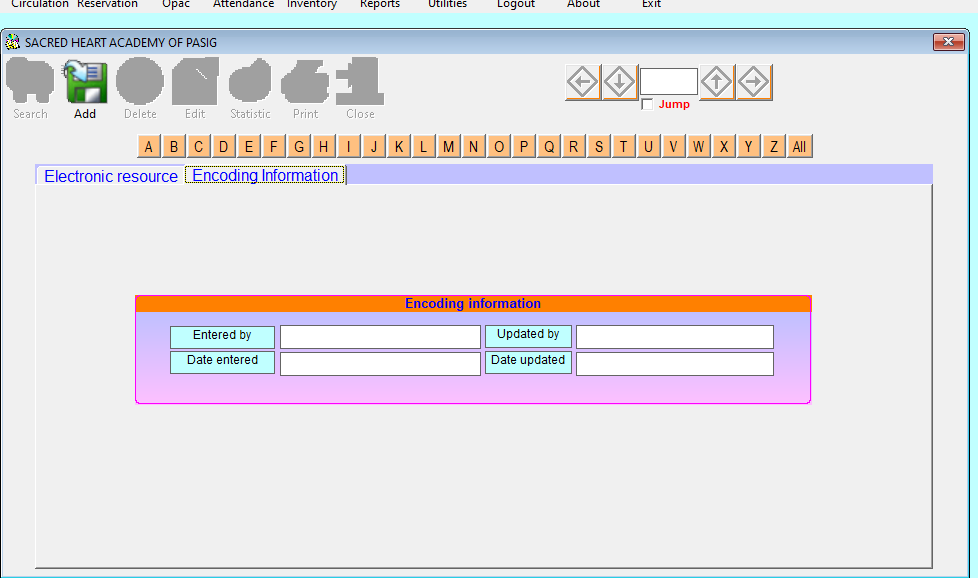 Circulation Reservation Opac Attendance Inventory Reports Utilities Logout About Exit
SACRED HEART ACADEMY OF PASIG
Search Add Delete Edit Statistic Print Close
Jump
A B C D E F G H I J K L M N O P Q R S T U V W X Y Z All
Electronic resource Encoding Information
Encoding information
Entered by Updated by
Date entered Date updated